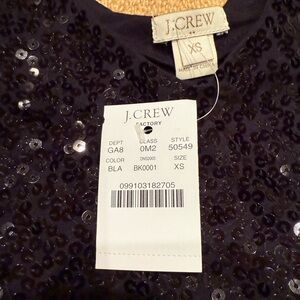 J.CREW
XS
J.CREW
FACTORY
DEPT CLASS STYLE
GA8 0M2 50549
COLOR SIZE
BLA BK0001 XS
099103182705